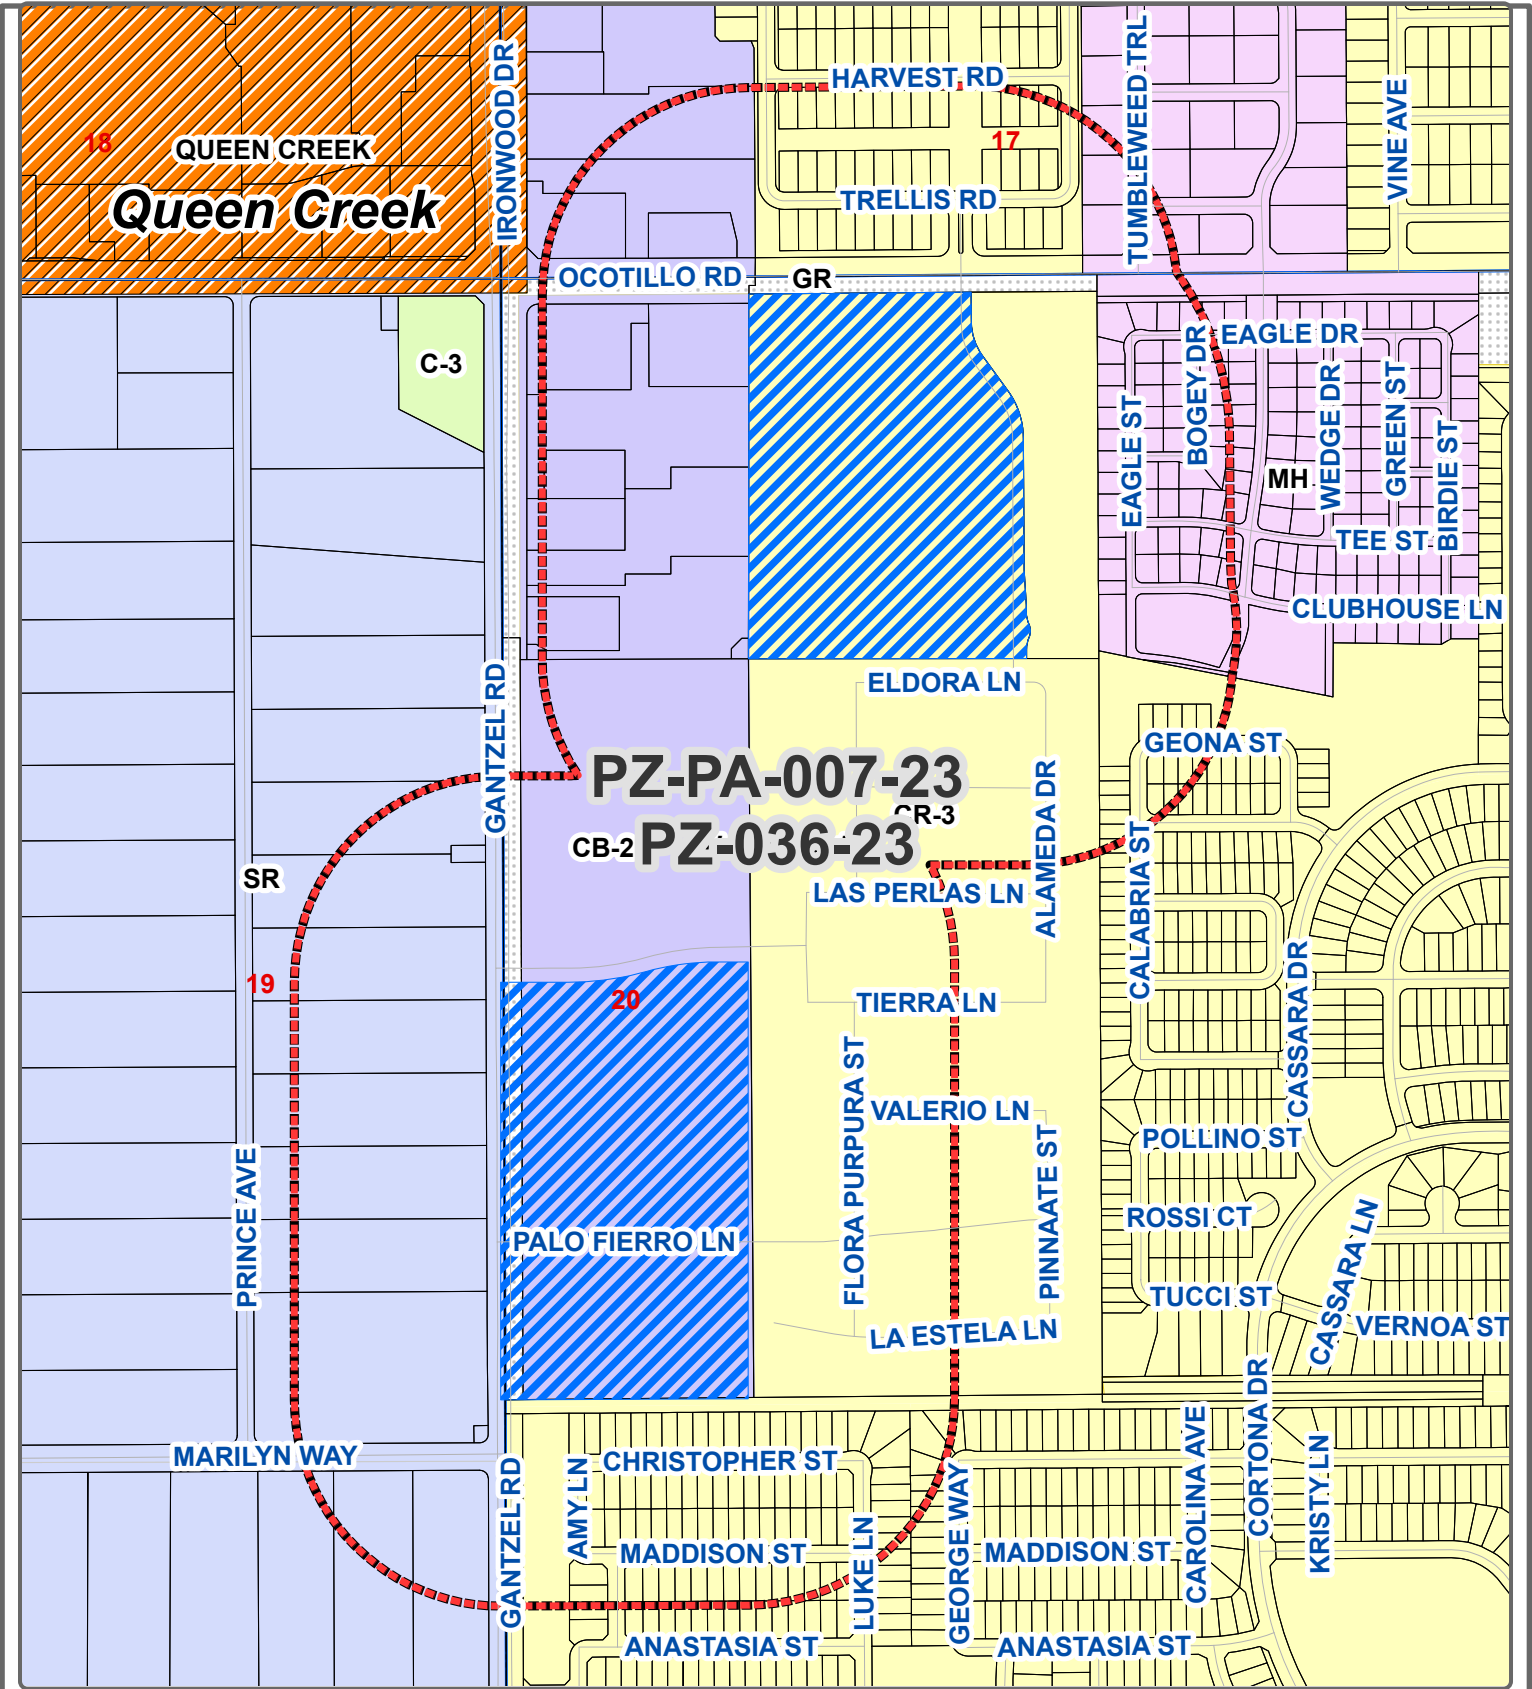 HARVEST RD
IRONWOOD DR
TUMBLEWEED TRL
VINE AVE
18
QUEEN CREEK
17
Queen Creek
TRELLIS RD
OCOTILLO RD
GR
C-3
EAGLE DR
BOGEY DR
EAGLE ST
WEDGE DR
GREEN ST
BIRDIE ST
MH
TEE ST
CLUBHOUSE LN
ELDORA LN
GANTZEL RD
GEONA ST
PZ-PA-007-23
CR-3
PZ-036-23
CB-2
ALAMEDA DR
CALABRIA ST
SR
LAS PERLAS LN
19
20
TIERRA LN
CASSARA DR
FLORA PURPURA ST
VALERIO LN
PINNAATE ST
POLLINO ST
PRINCE AVE
ROSSI CT
PALO FIERRO LN
CASSARA LN
TUCCI ST
LA ESTELA LN
VERNOA ST
MARILYN WAY
GANTZEL RD
AMY LN
CHRISTOPHER ST
CAROLINA AVE
CORTONA DR
KRISTY LN
MADDISON ST
LUKE LN
GEORGE WAY
MADDISON ST
ANASTASIA ST
ANASTASIA ST